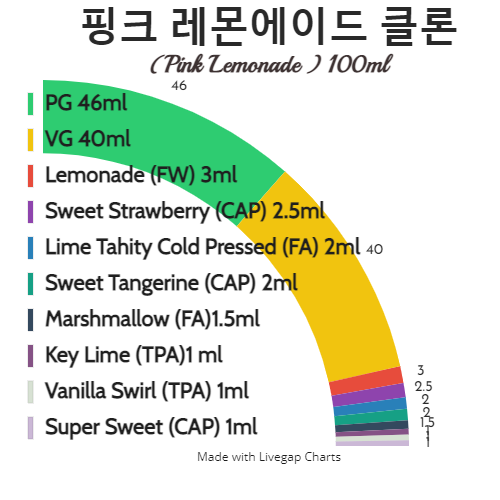 핑크 레몬에이드 클론
( Pink Lemonade ) 100ml
46
PG 46ml
VG 40ml
Lemonade (FW) 3ml
Sweet Strawberry (CAP) 2.5ml
Lime Tahity Cold Pressed (FA) 2ml
40
Sweet Tangerine (CAP) 2ml
Marshmallow (FA)1.5ml
Key Lime (TPA)1 ml
Vanilla Swirl (TPA) 1ml
Super Sweet (CAP) 1ml
3
2.5
2
2
1.5
1
1
1
Made with Livegap Charts